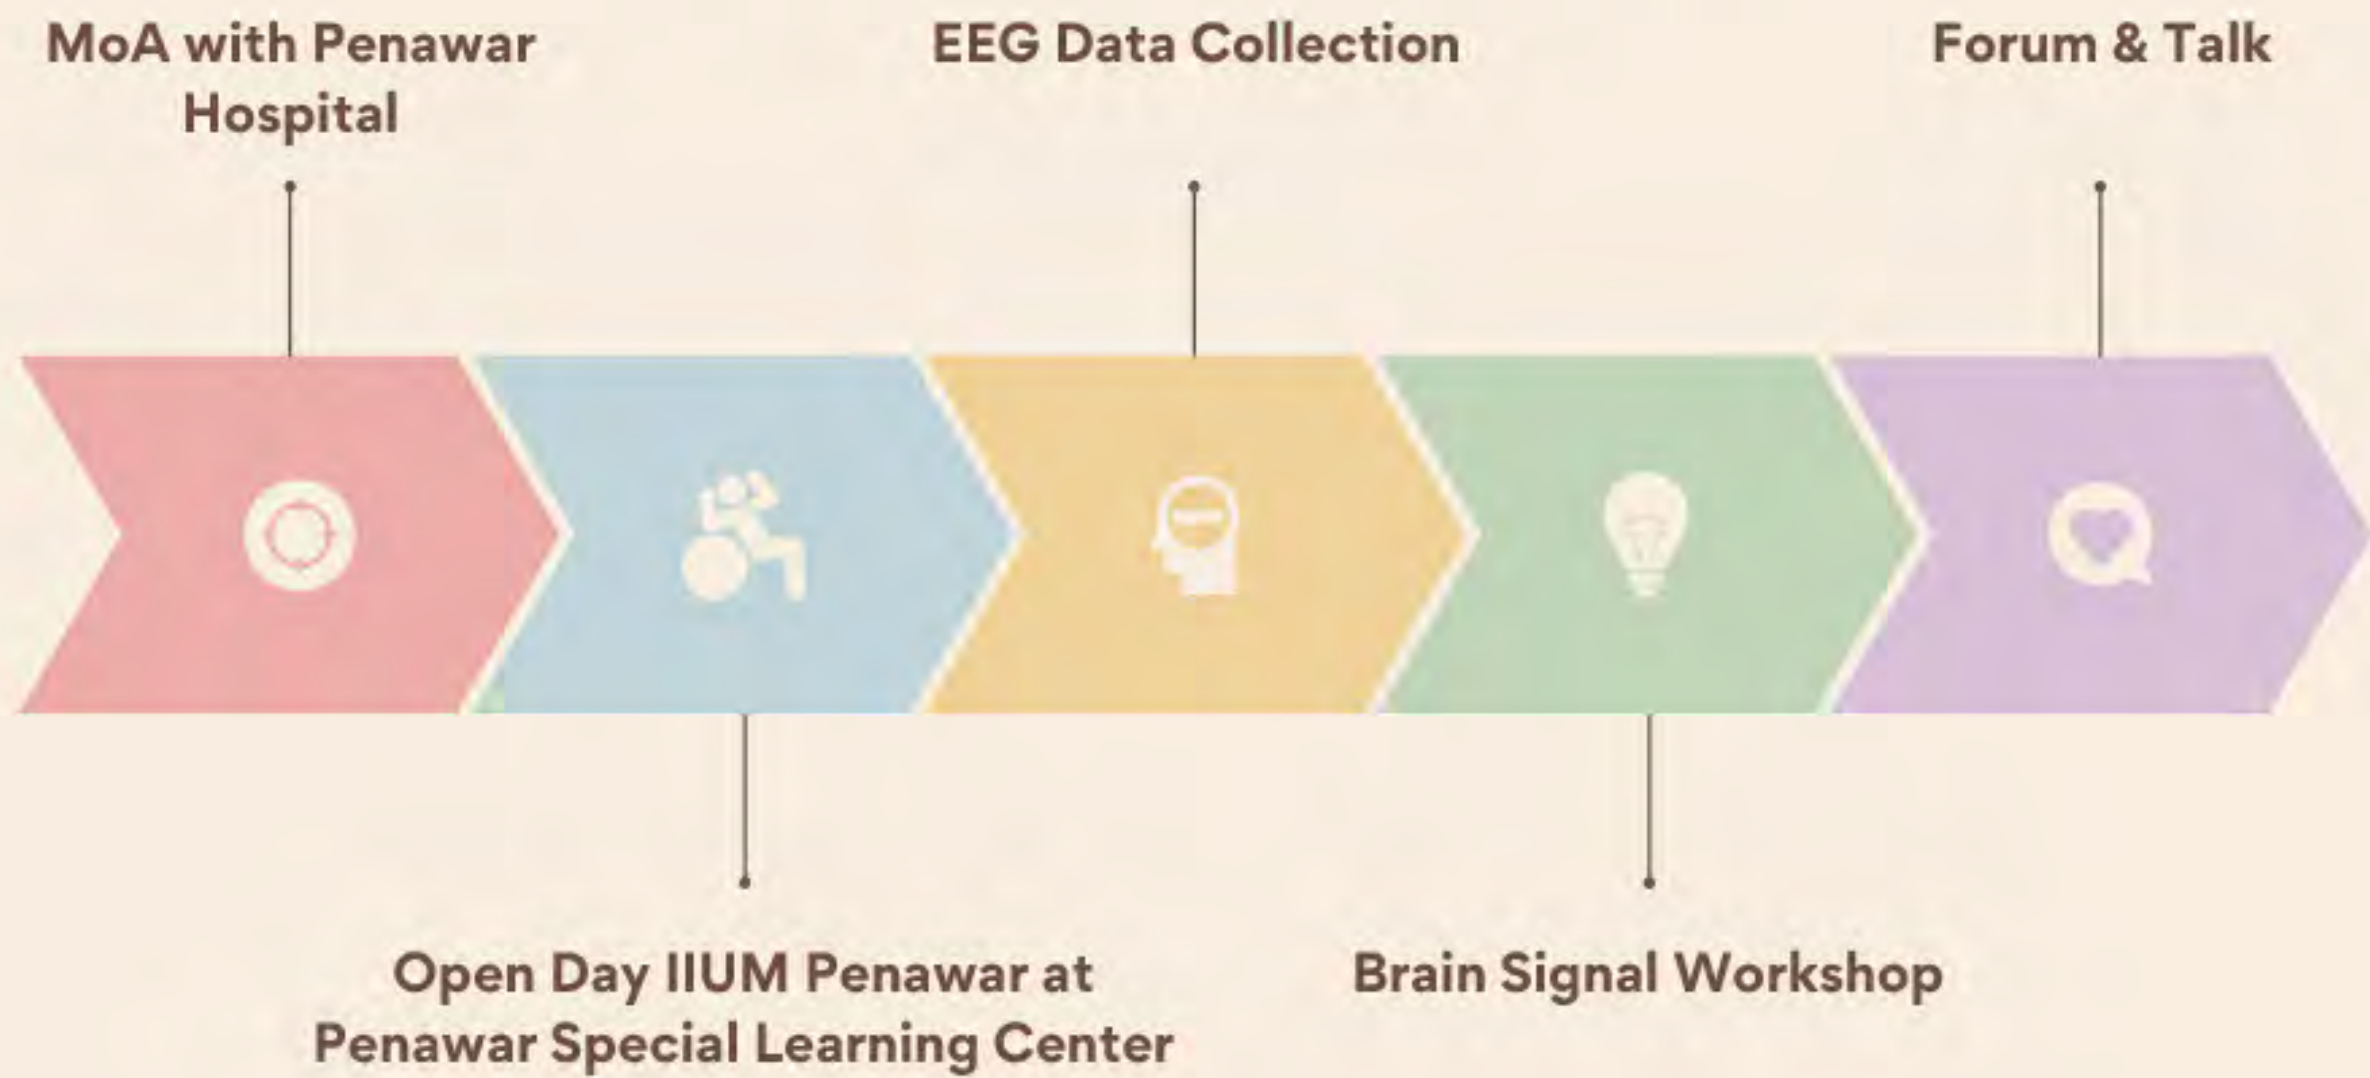 MoA with Penawar
Hospital
EEG Data Collection
Forum & Talk
Open Day IIUM Penawar at
Penawar Special Learning Center
Brain Signal Workshop